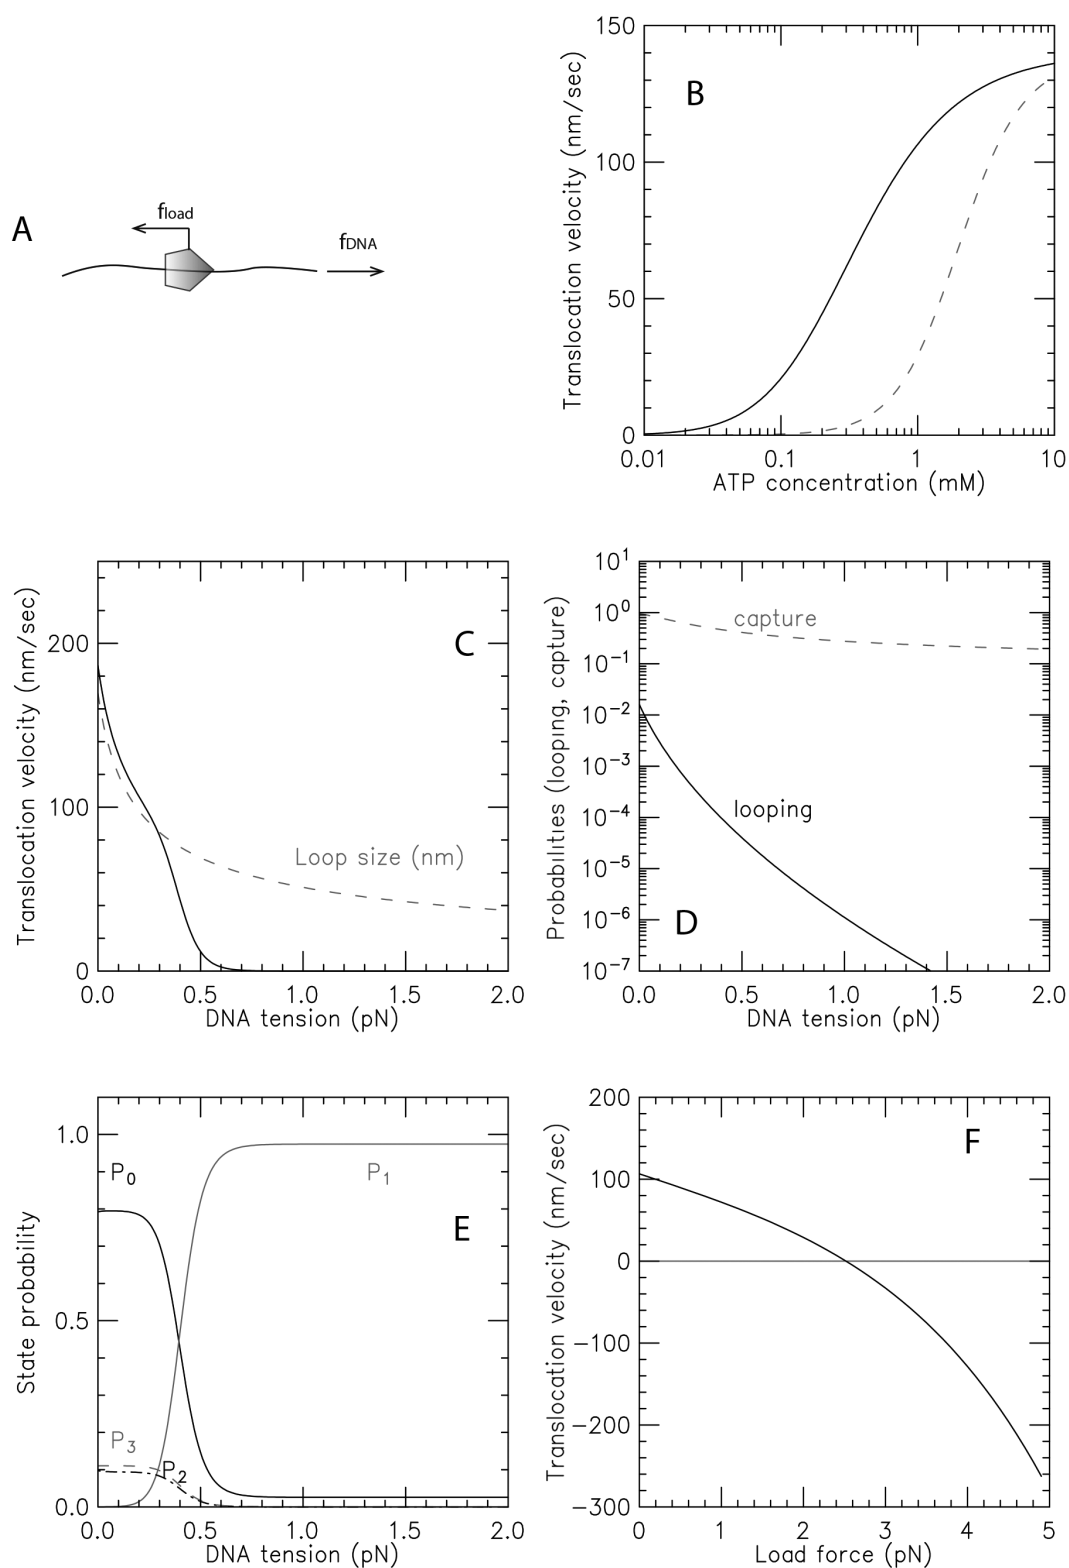 A
fload
fDNA
B
Translocation velocity (nm/sec)
150
100
50
0
0.01
0.1
1
10
ATP concentration (mM)
C
Translocation velocity (nm/sec)
200
100
0
Loop size (nm)
0.0
0.5
1.0
1.5
2.0
DNA tension (pN)
D
Probabilities (looping, capture)
10^1
10^0
10^-1
10^-2
10^-3
10^-4
10^-5
10^-6
10^-7
capture
looping
0.0
0.5
1.0
1.5
2.0
DNA tension (pN)
E
State probability
1.0
0.5
0.0
P0
P1
P3
P2
0.0
0.5
1.0
1.5
2.0
DNA tension (pN)
F
Translocation velocity (nm/sec)
200
100
0
-100
-200
-300
0
1
2
3
4
5
Load force (pN)